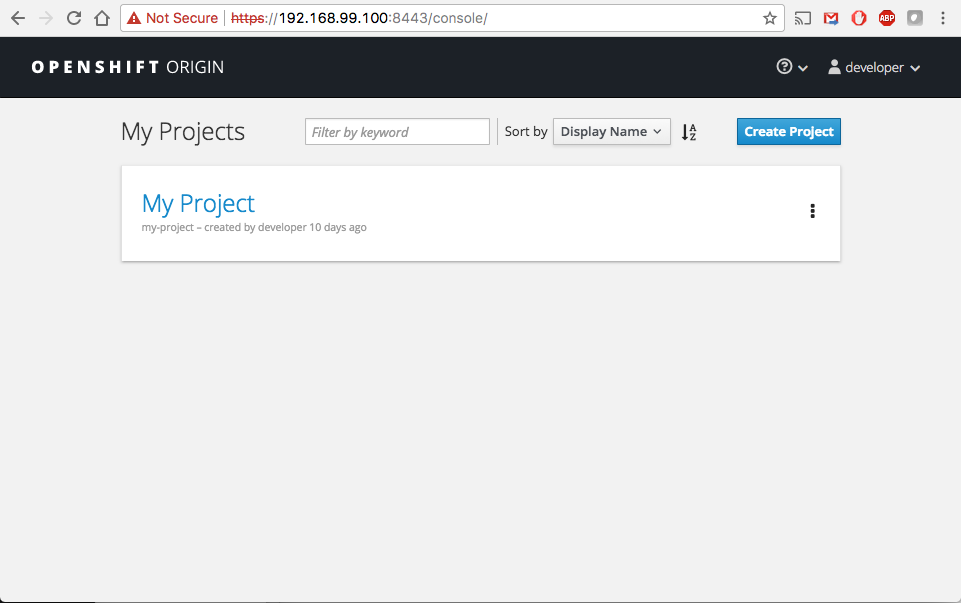 Not Secure https://192.168.99.100:8443/console/
ABP
OPENSHIFT ORIGIN
? developer
My Projects Filter by keyword Sort by Display Name A Z Create Project
My Project
my-project – created by developer 10 days ago